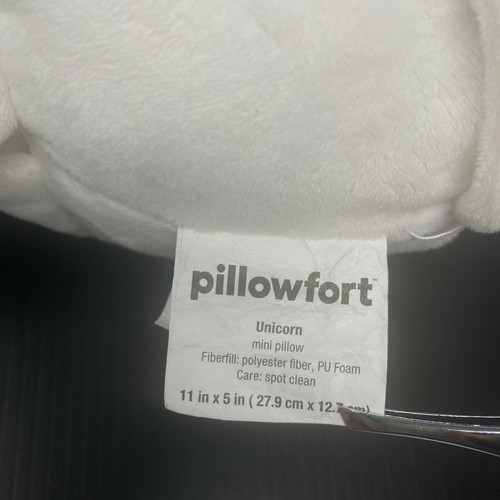 pillowfort™
Unicorn
mini pillow
Fiberfill: polyester fiber, PU Foam
Care: spot clean
11 in x 5 in ( 27.9 cm x 12.7 cm)